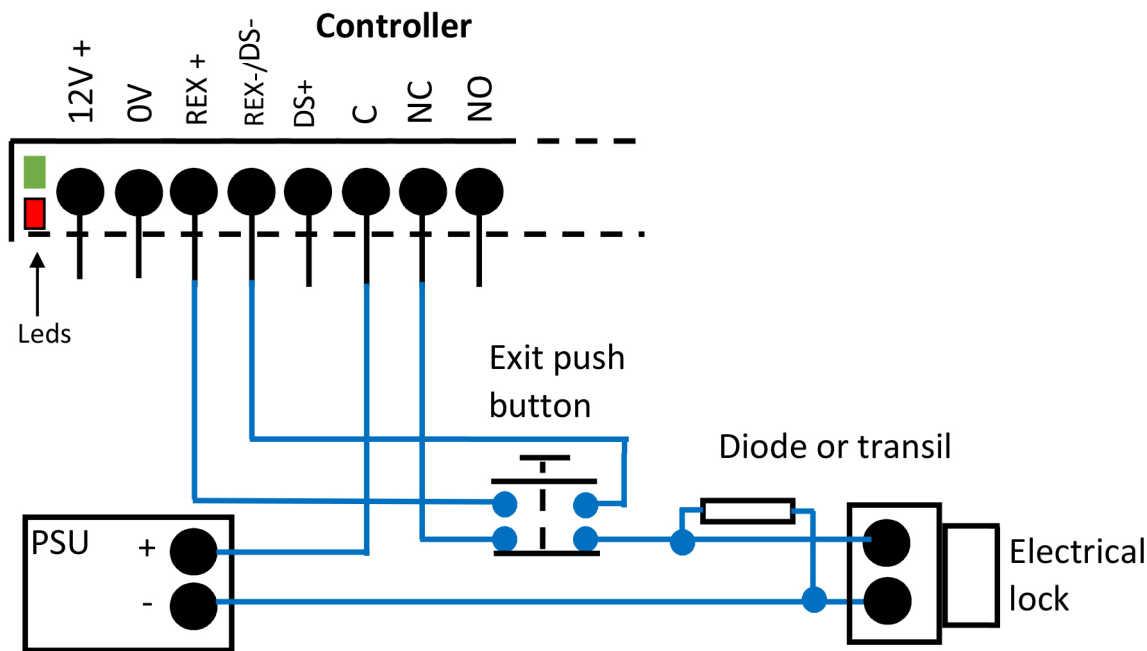 Controller
12V +
0V
REX +
REX-/DS-
DS+
C
NC
NO
Leds
Exit push
button
Diode or transil
PSU
+
-
Electrical
lock